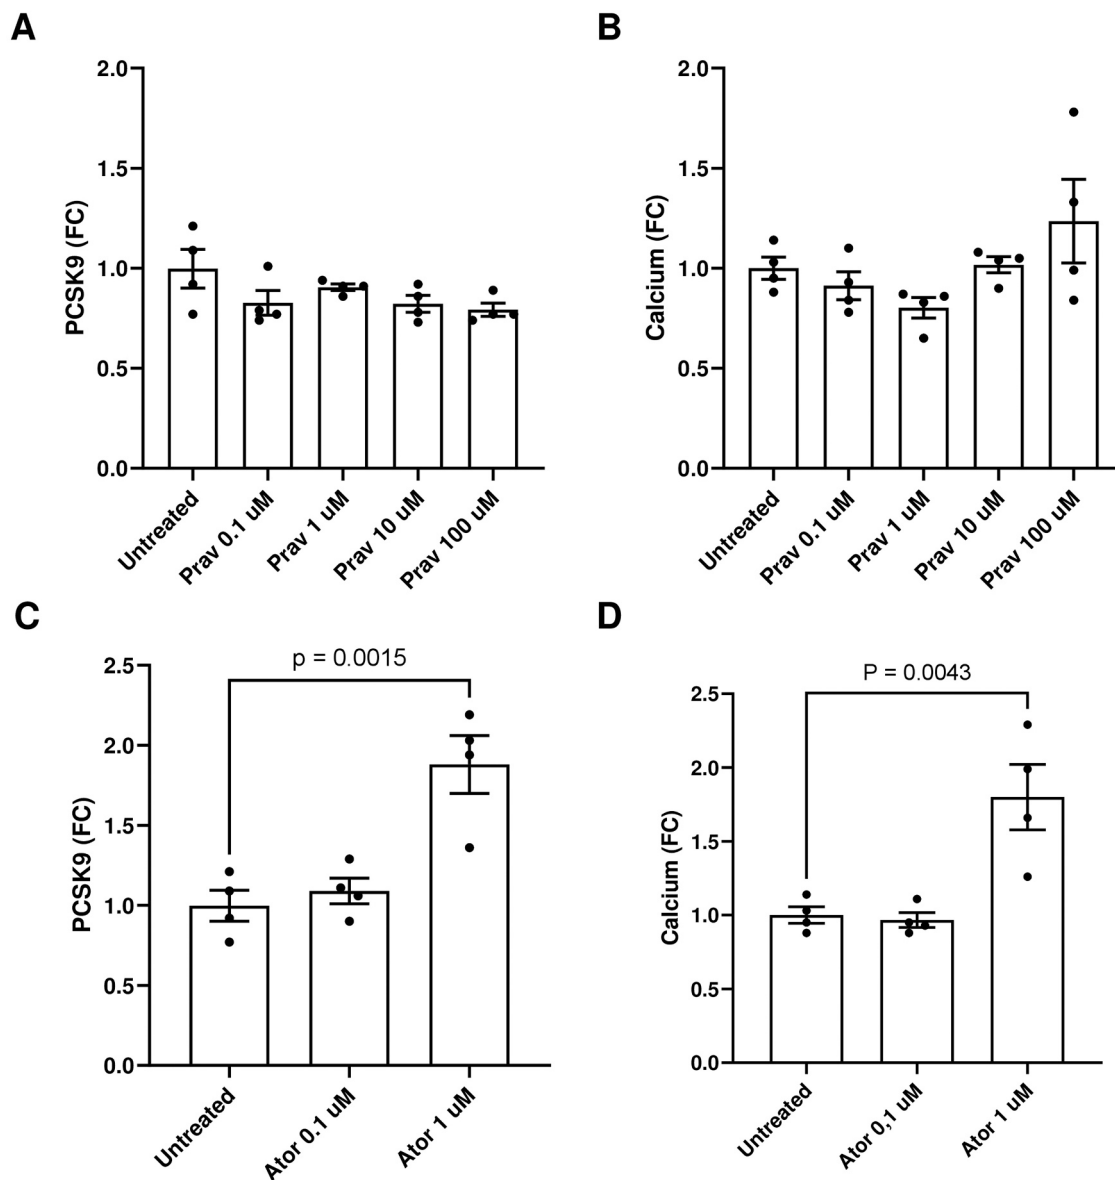 A
PCSK9 (FC)
2.0
1.5
1.0
0.5
0.0
Untreated
Prav 0.1 uM
Prav 1 uM
Prav 10 uM
Prav 100 uM
B
Calcium (FC)
2.0
1.5
1.0
0.5
0.0
Untreated
Prav 0.1 uM
Prav 1 uM
Prav 10 uM
Prav 100 uM
C
p = 0.0015
PCSK9 (FC)
2.5
2.0
1.5
1.0
0.5
0.0
Untreated
Ator 0.1 uM
Ator 1 uM
D
P = 0.0043
Calcium (FC)
2.5
2.0
1.5
1.0
0.5
0.0
Untreated
Ator 0,1 uM
Ator 1 uM